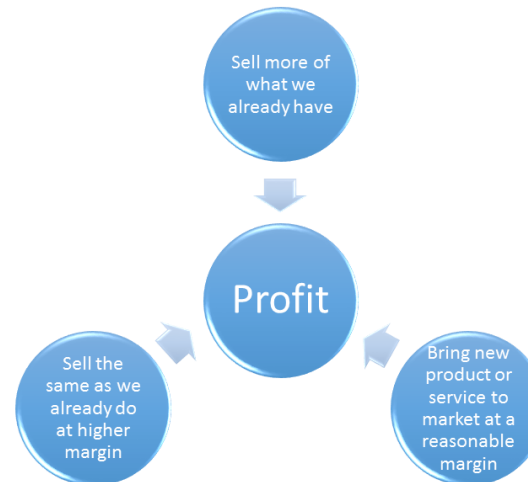 Sell more of
what we
already have
Profit
Sell the
same as we
already do
at higher
margin
Bring new
product or
service to
market at a
reasonable
margin